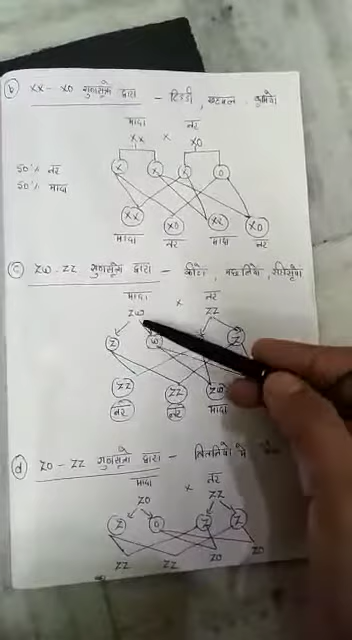 b) XX - XO गुणसूत्रो द्वारा - टिड्डी, खटमल, कृमियो
मादा नर
XX × XO
X X X O
50% नर
50% मादा
XX XO XX XO
मादा नर मादा नर
c) ZW - ZZ गुणसूत्रो द्वारा - कीटो, मछलियो, सरीसृपो
मादा × नर
ZW ZZ
Z W Z
ZZ ZZ ZW
नर नर मादा
d) ZO - ZZ गुणसूत्रो द्वारा - तितलियो मे
मादा × नर
ZO ZZ
Z O Z Z
ZZ ZZ ZO ZO